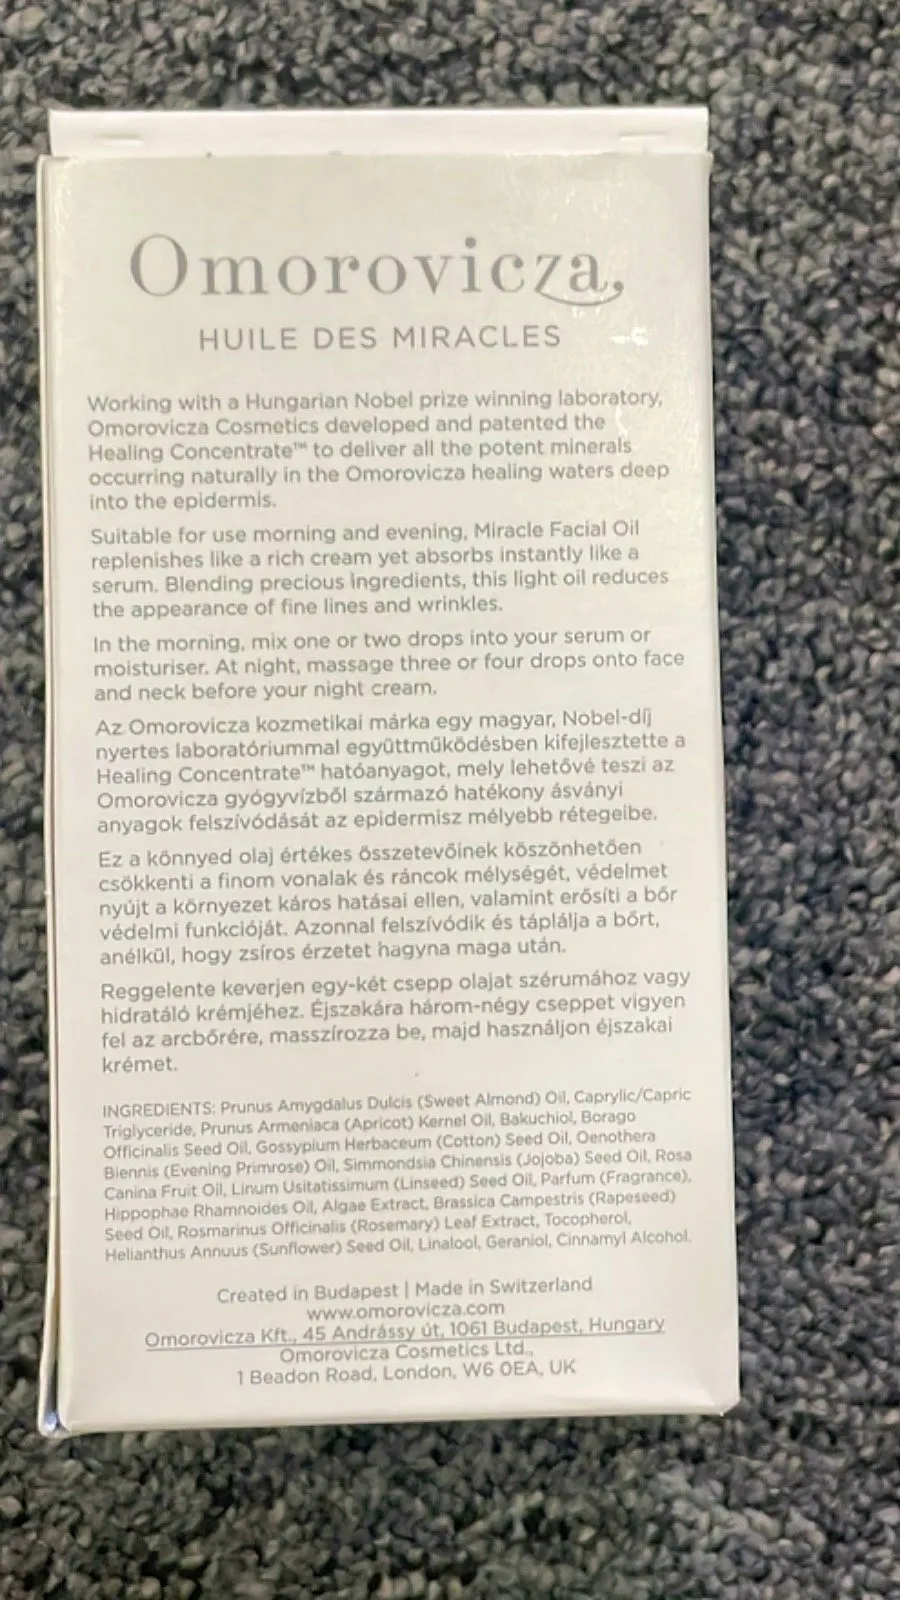 Omorovicza
HUILE DES MIRACLES
Working with a Hungarian Nobel prize winning laboratory,
Omorovicza Cosmetics developed and patented the
Healing Concentrate™ to deliver all the potent minerals
occurring naturally in the Omorovicza healing waters deep
into the epidermis.
Suitable for use morning and evening, Miracle Facial Oil
replenishes like a rich cream yet absorbs instantly like a
serum. Blending precious ingredients, this light oil reduces
the appearance of fine lines and wrinkles.
In the morning, mix one or two drops into your serum or
moisturiser. At night, massage three or four drops onto face
and neck before your night cream.
Az Omorovicza kozmetikai márka egy magyar, Nobel-díj
nyertes laboratóriummal együttműködésben kifejlesztette a
Healing Concentrate™ hatóanyagot, mely lehetővé teszi az
Omorovicza gyógyvízből származó hatékony ásványi
anyagok felszívódását az epidermisz mélyebb rétegeibe.
Ez a könnyed olaj értékes összetevőinek köszönhetően
csökkenti a finom vonalak és ráncok mélységét, védelmet
nyújt a környezet káros hatásai ellen, valamint erősíti a bőr
védelmi funkcióját. Azonnal felszívódik és táplálja a bőrt,
anélkül, hogy zsíros érzetet hagyna maga után.
Reggelente keverjen egy-két csepp olajat szérumához vagy
hidratáló krémjéhez. Éjszakára három-négy cseppet vigyen
fel az arcbőrére, masszírozza be, majd használjon éjszakai
krémet.
INGREDIENTS: Prunus Amygdalus Dulcis (Sweet Almond) Oil, Caprylic/Capric
Triglyceride, Prunus Armeniaca (Apricot) Kernel Oil, Bakuchiol, Borago
Officinalis Seed Oil, Gossypium Herbaceum (Cotton) Seed Oil, Oenothera
Biennis (Evening Primrose) Oil, Simmondsia Chinensis (Jojoba) Seed Oil, Rosa
Canina Fruit Oil, Linum Usitatissimum (Linseed) Seed Oil, Parfum (Fragrance),
Hippophae Rhamnoides Oil, Algae Extract, Brassica Campestris (Rapeseed)
Seed Oil, Rosmarinus Officinalis (Rosemary) Leaf Extract, Tocopherol,
Helianthus Annuus (Sunflower) Seed Oil, Linalool, Geraniol, Cinnamyl Alcohol.
Created in Budapest | Made in Switzerland
www.omorovicza.com
Omorovicza Kft., 45 Andrássy út, 1061 Budapest, Hungary
Omorovicza Cosmetics Ltd.,
1 Beadon Road, London, W6 0EA, UK